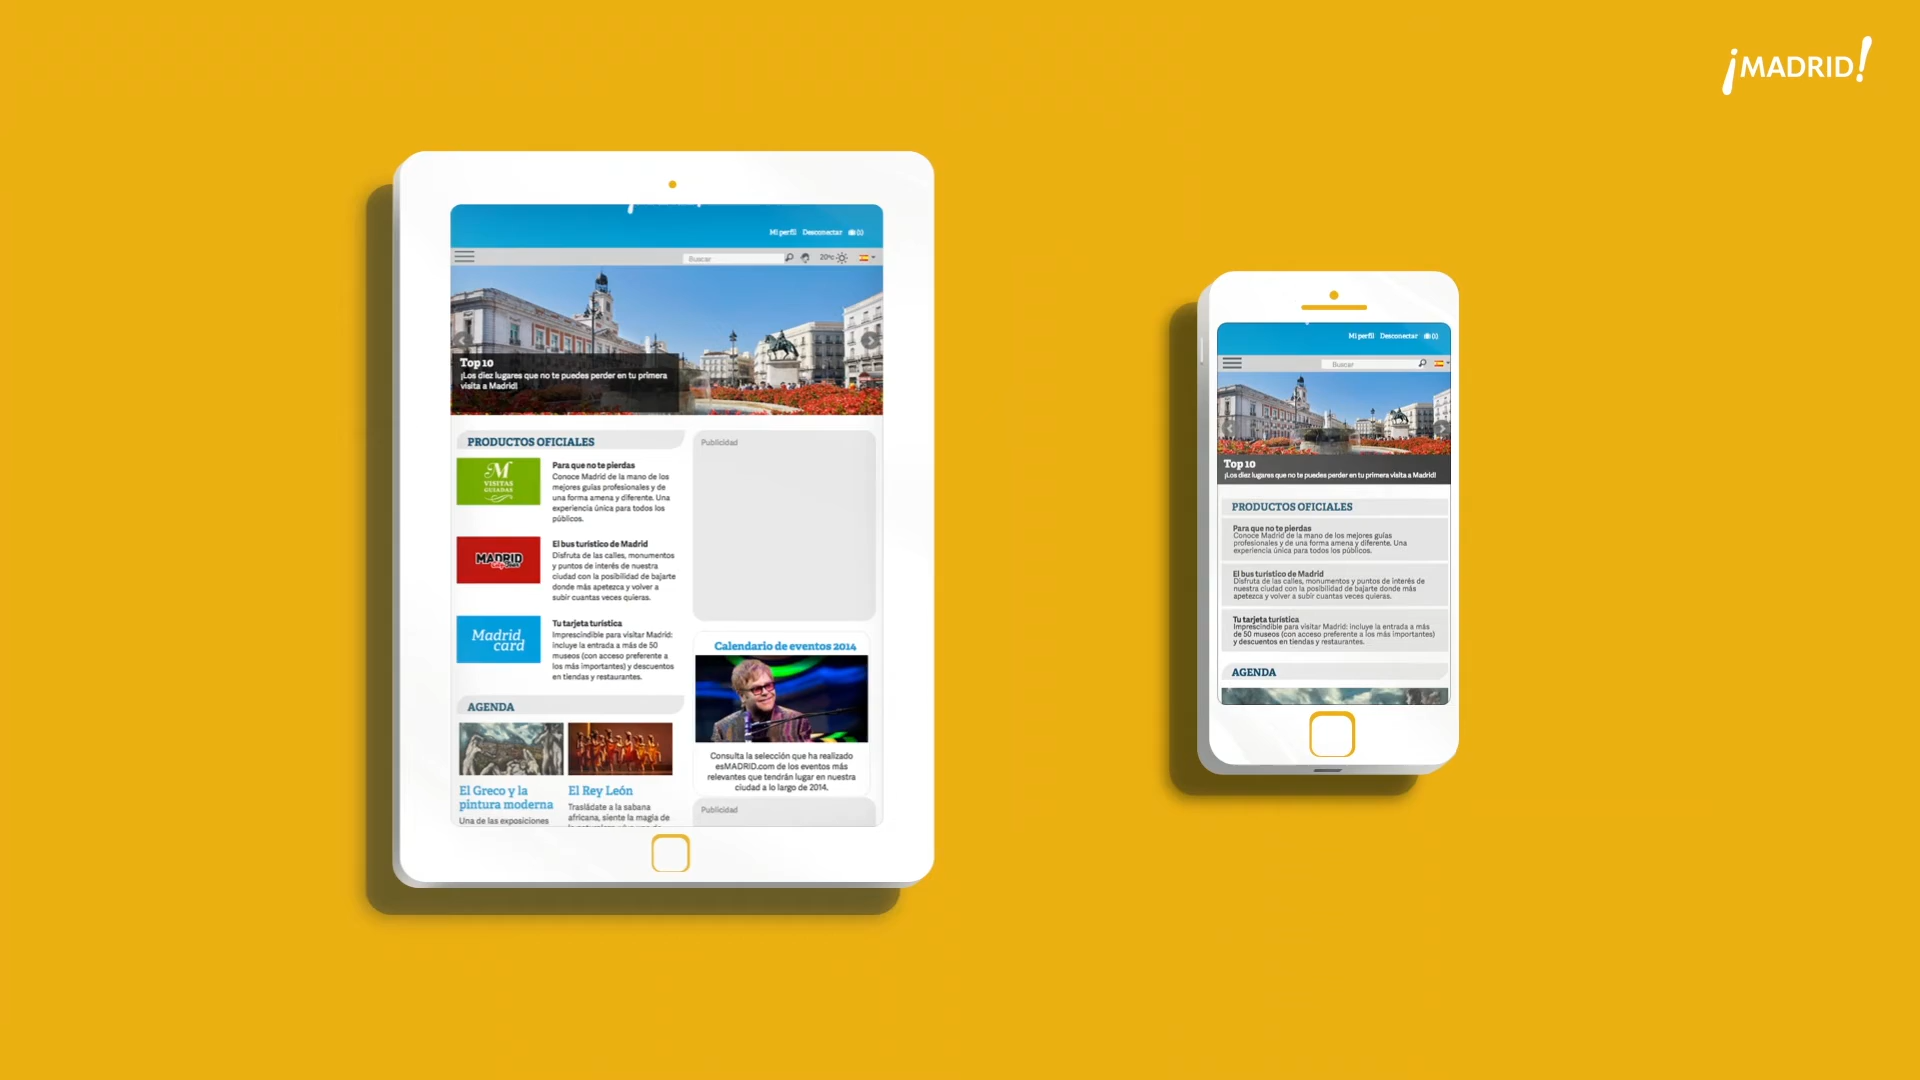 ¡MADRID!
Mi perfil Desconectar (1)
Buscar 20ºC
Top 10
¡Los diez lugares que no te puedes perder en tu primera
visita a Madrid!
PRODUCTOS OFICIALES
M
VISITAS
GUIADAS
Para que no te pierdas
Conoce Madrid de la mano de los
mejores guías profesionales y de
una forma amena y diferente. Una
experiencia única para todos los
públicos.
MADRID
City Tour
El bus turístico de Madrid
Disfruta de las calles, monumentos
y puntos de interés de nuestra
ciudad con la posibilidad de bajarte
donde más apetezca y volver a
subir cuantas veces quieras.
Madrid
card
Tu tarjeta turística
Imprescindible para visitar Madrid:
incluye la entrada a más de 50
museos (con acceso preferente a
los más importantes) y descuentos
en tiendas y restaurantes.
AGENDA
El Greco y la
pintura moderna
Una de las exposiciones
El Rey León
Trasládate a la sabana
africana, siente la magia de
Publicidad
Calendario de eventos 2014
Consulta la selección que ha realizado
esMADRID.com de los eventos más
relevantes que tendrán lugar en nuestra
ciudad a lo largo de 2014.
Publicidad
Mi perfil Desconectar (1)
Buscar
Top 10
¡Los diez lugares que no te puedes perder en tu primera visita a Madrid!
PRODUCTOS OFICIALES
Para que no te pierdas
Conoce Madrid de la mano de los mejores guías
profesionales y de una forma amena y diferente. Una
experiencia única para todos los públicos.
El bus turístico de Madrid
Disfruta de las calles, monumentos y puntos de interés de
nuestra ciudad con la posibilidad de bajarte donde más
apetezca y volver a subir cuantas veces quieras.
Tu tarjeta turística
Imprescindible para visitar Madrid: incluye la entrada a más
de 50 museos (con acceso preferente a los más importantes)
y descuentos en tiendas y restaurantes.
AGENDA